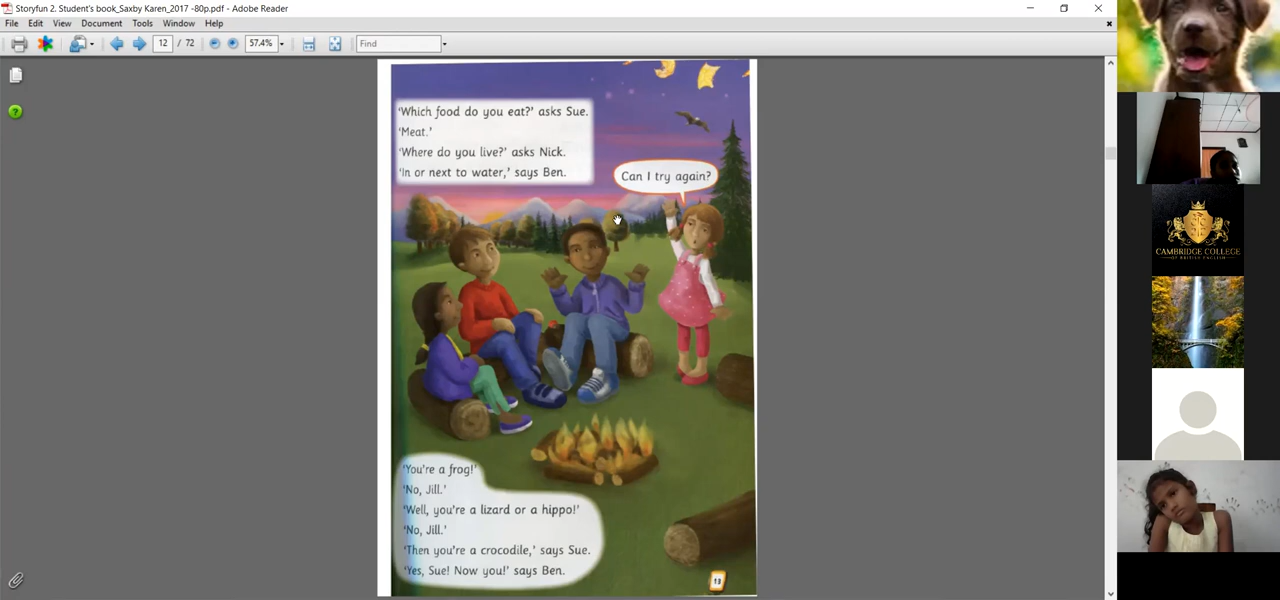 Storyfun 2. Student's book_Saxby Karen_2017 -80p.pdf - Adobe Reader
File Edit View Document Tools Window Help
12 / 72 57.4% Find
'Which food do you eat?' asks Sue.
'Meat.'
'Where do you live?' asks Nick.
'In or next to water,' says Ben.
Can I try again?
'You're a frog!'
'No, Jill.'
'Well, you're a lizard or a hippo!'
'No, Jill.'
'Then you're a crocodile,' says Sue.
'Yes, Sue! Now you!' says Ben.
13
CAMBRIDGE COLLEGE
OF BRITISH ENGLISH